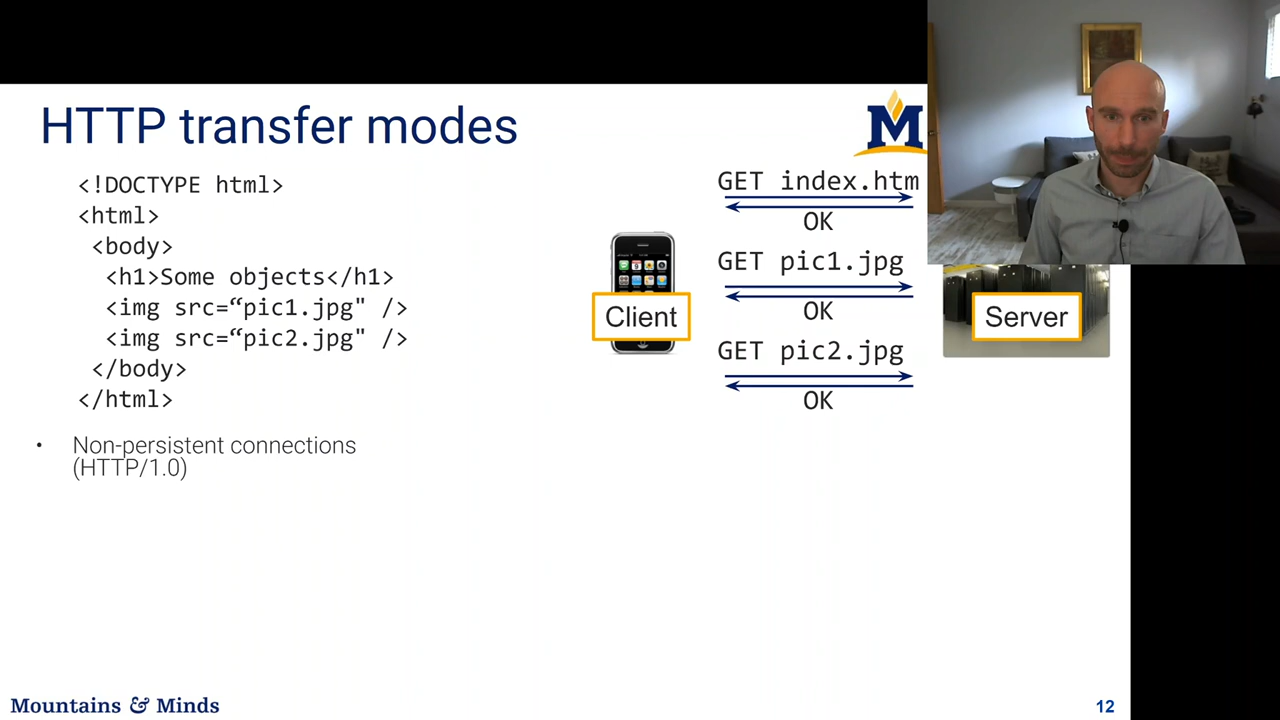 HTTP transfer modes
M
<!DOCTYPE html>
<html>
<body>
<h1>Some objects</h1>
<img src=“pic1.jpg" />
<img src=“pic2.jpg" />
</body>
</html>
• Non-persistent connections
(HTTP/1.0)
GET index.htm
OK
GET pic1.jpg
OK
GET pic2.jpg
OK
Client
Server
Mountains & Minds
12